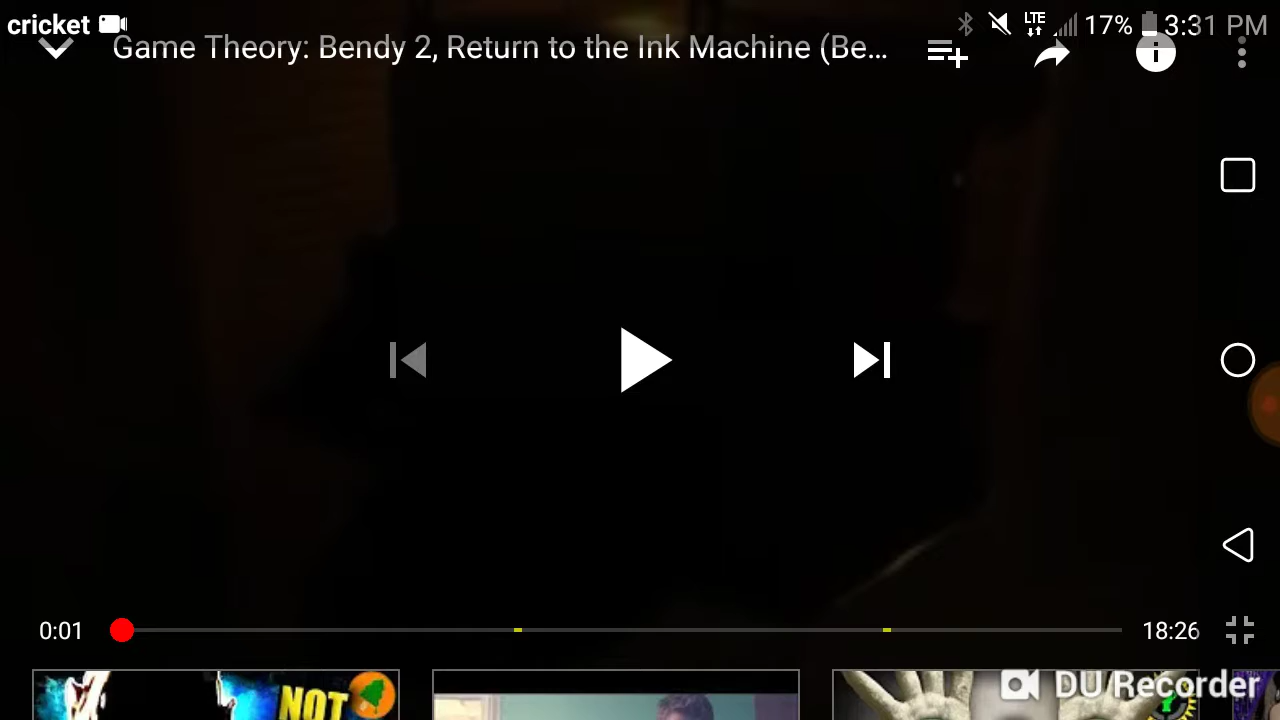 cricket LTE 17% 3:31 PM
Game Theory: Bendy 2, Return to the Ink Machine (Be...
0:01 18:26
NOT
DU Recorder